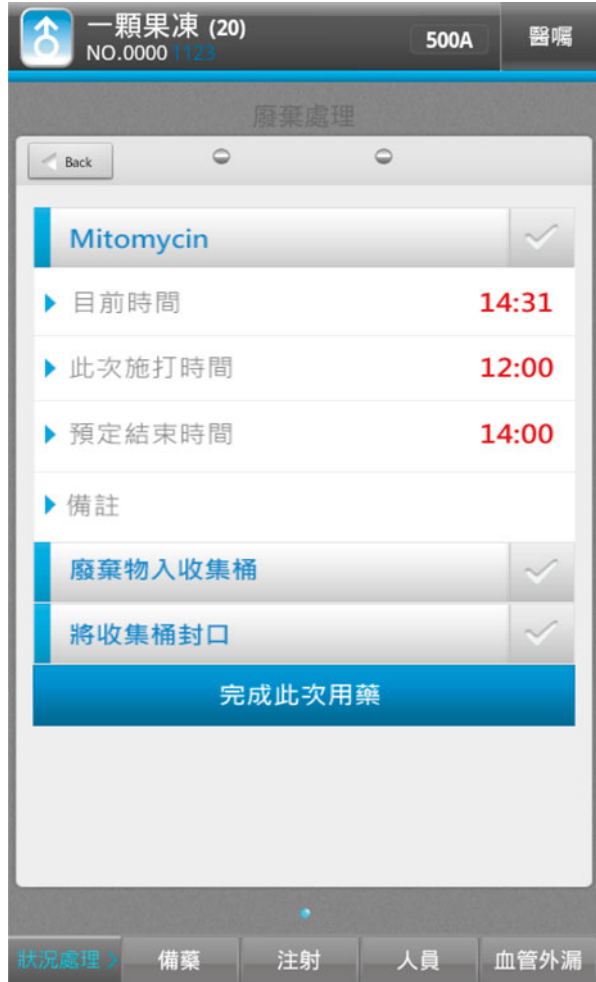 一顆果凍 (20)
NO.0000 1123
500A
醫囑
廢棄處理
Back
Mitomycin
目前時間 14:31
此次施打時間 12:00
預定結束時間 14:00
備註
廢棄物入收集桶
將收集桶封口
完成此次用藥
狀況處理 > 備藥 注射 人員 血管外漏